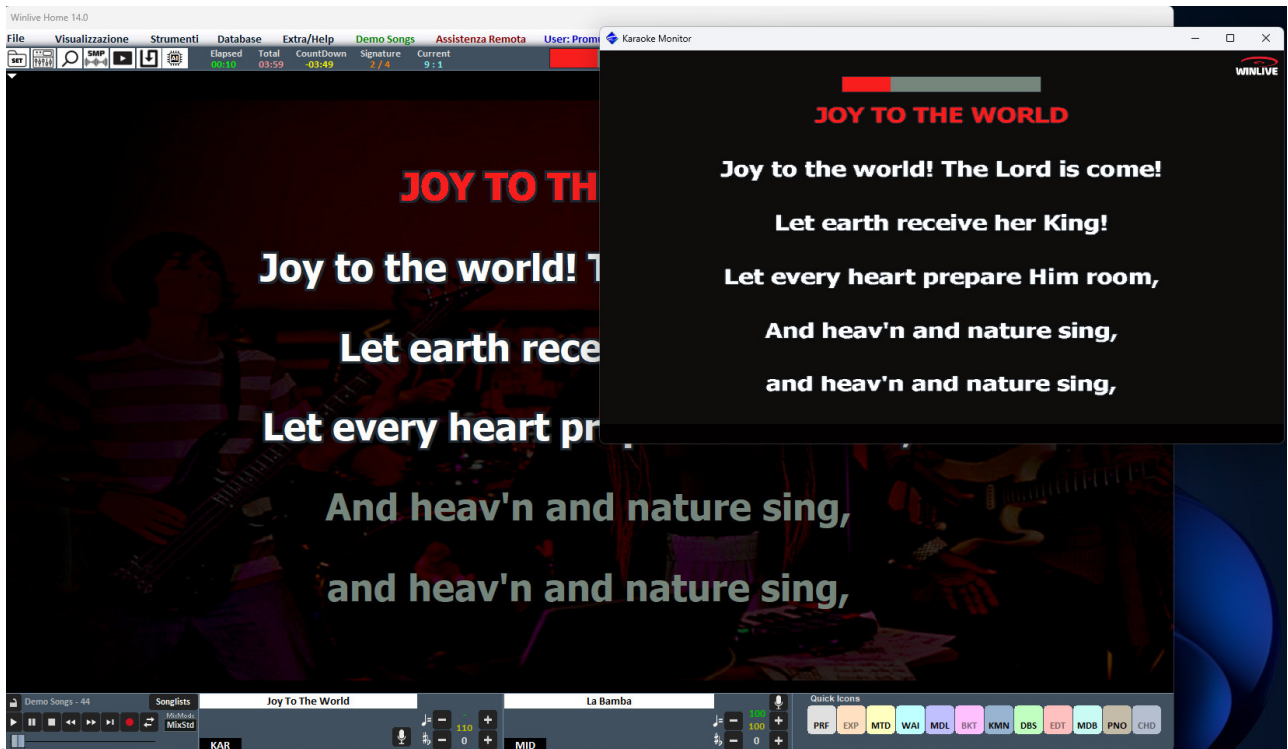 Winlive Home 14.0
File Visualizzazione Strumenti Database Extra/Help Demo Songs Assistenza Remota User:
SET SMP AI
Elapsed Total CountDown Signature Current
00:10 03:59 -03:49 2 / 4 9 : 1
JOY TO TH
Joy to the world!
Let earth rece
Let every heart pr
And heav'n and nature sing,
and heav'n and nature sing,
Karaoke Monitor
WINLIVE
JOY TO THE WORLD
Joy to the world! The Lord is come!
Let earth receive her King!
Let every heart prepare Him room,
And heav'n and nature sing,
and heav'n and nature sing,
Demo Songs - 44 Songlists
MixMode
MixStd
Joy To The World
KAR
110
0
La Bamba
MID
100
100
0
Quick Icons
PRF EXP MTD WAI MDL BKT KMN DBS EDT MDB PNO CHD